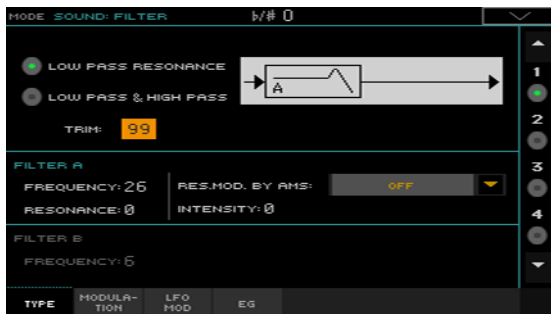 MODE SOUND: FILTER b/# 0
LOW PASS RESONANCE
LOW PASS & HIGH PASS
A
TRIM: 99
FILTER A
FREQUENCY: 26 RES.MOD. BY AMS: OFF
RESONANCE: 0 INTENSITY: 0
FILTER B
FREQUENCY: 6
1
2
3
4
TYPE MODULA-
TION LFO
MOD EG